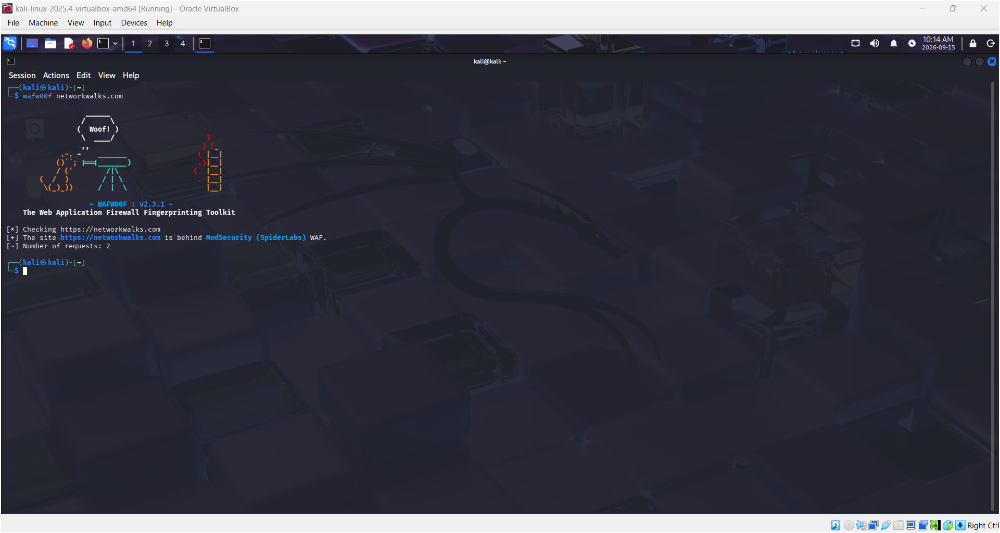 kali-linux-2025.4-virtualbox-amd64 [Running] - Oracle VirtualBox
File Machine View Input Devices Help
1 2 3 4
10:14 AM
2026-09-15
kali@kali: ~
Session Actions Edit View Help
┌──(kali㉿kali)-[~]
└─$ wafw00f networkwalks.com
                   ______
                  /      \
                 (  Woof! )
                  \  ____/                      )
                  ,,                           ) (_
             .-. -    _______                 ( |__|
            ()``; |==|_______)                .)|__|
            / ('        /|\                  (  |__|
        (  /  )        / | \                  . |__|
         \(_)_))      /  |  \                   |__|
File System
~ WAFW00F : v2.3.1 ~
The Web Application Firewall Fingerprinting Toolkit
[*] Checking https://networkwalks.com
[+] The site https://networkwalks.com is behind ModSecurity (SpiderLabs) WAF.
[~] Number of requests: 2
┌──(kali㉿kali)-[~]
└─$
Right Ctrl